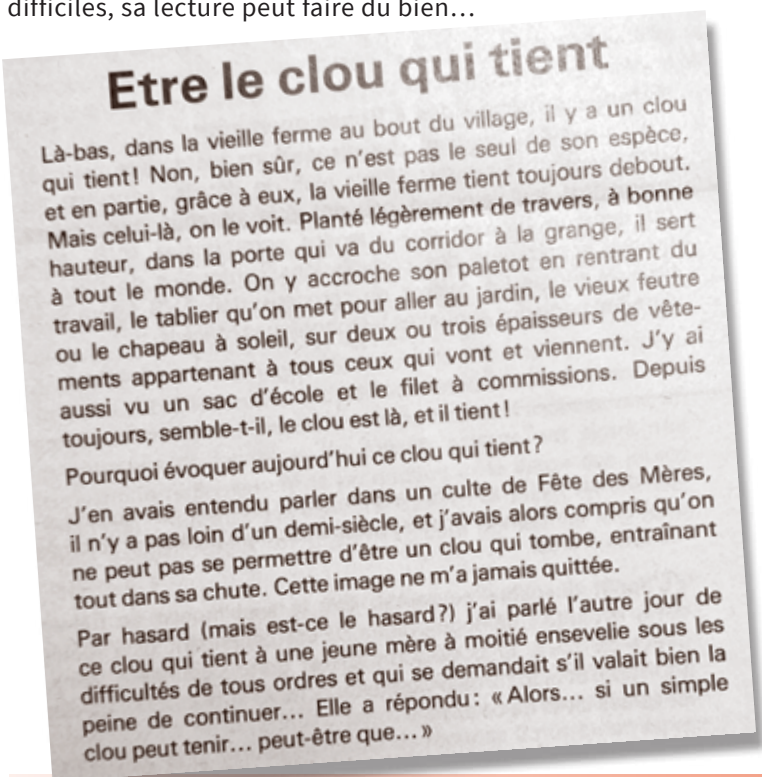 difficiles, sa lecture peut faire du bien...
Etre le clou qui tient
Là-bas, dans la vieille ferme au bout du village, il y a un clou
qui tient! Non, bien sûr, ce n'est pas le seul de son espèce,
et en partie, grâce à eux, la vieille ferme tient toujours debout.
Mais celui-là, on le voit. Planté légèrement de travers, à bonne
hauteur, dans la porte qui va du corridor à la grange, il sert
à tout le monde. On y accroche son paletot en rentrant du
travail, le tablier qu'on met pour aller au jardin, le vieux feutre
ou le chapeau à soleil, sur deux ou trois épaisseurs de vête-
ments appartenant à tous ceux qui vont et viennent. J'y ai
aussi vu un sac d'école et le filet à commissions. Depuis
toujours, semble-t-il, le clou est là, et il tient!
Pourquoi évoquer aujourd'hui ce clou qui tient?
J'en avais entendu parler dans un culte de Fête des Mères,
il n'y a pas loin d'un demi-siècle, et j'avais alors compris qu'on
ne peut pas se permettre d'être un clou qui tombe, entraînant
tout dans sa chute. Cette image ne m'a jamais quittée.
Par hasard (mais est-ce le hasard?) j'ai parlé l'autre jour de
ce clou qui tient à une jeune mère à moitié ensevelie sous les
difficultés de tous ordres et qui se demandait s'il valait bien la
peine de continuer... Elle a répondu: «Alors... si un simple
clou peut tenir... peut-être que...»